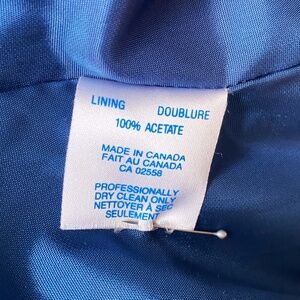 LINING DOUBLURE
100% ACETATE
MADE IN CANADA
FAIT AU CANADA
CA 02558
PROFESSIONALLY
DRY CLEAN ONLY
NETTOYER À SEC
SEULEMENT